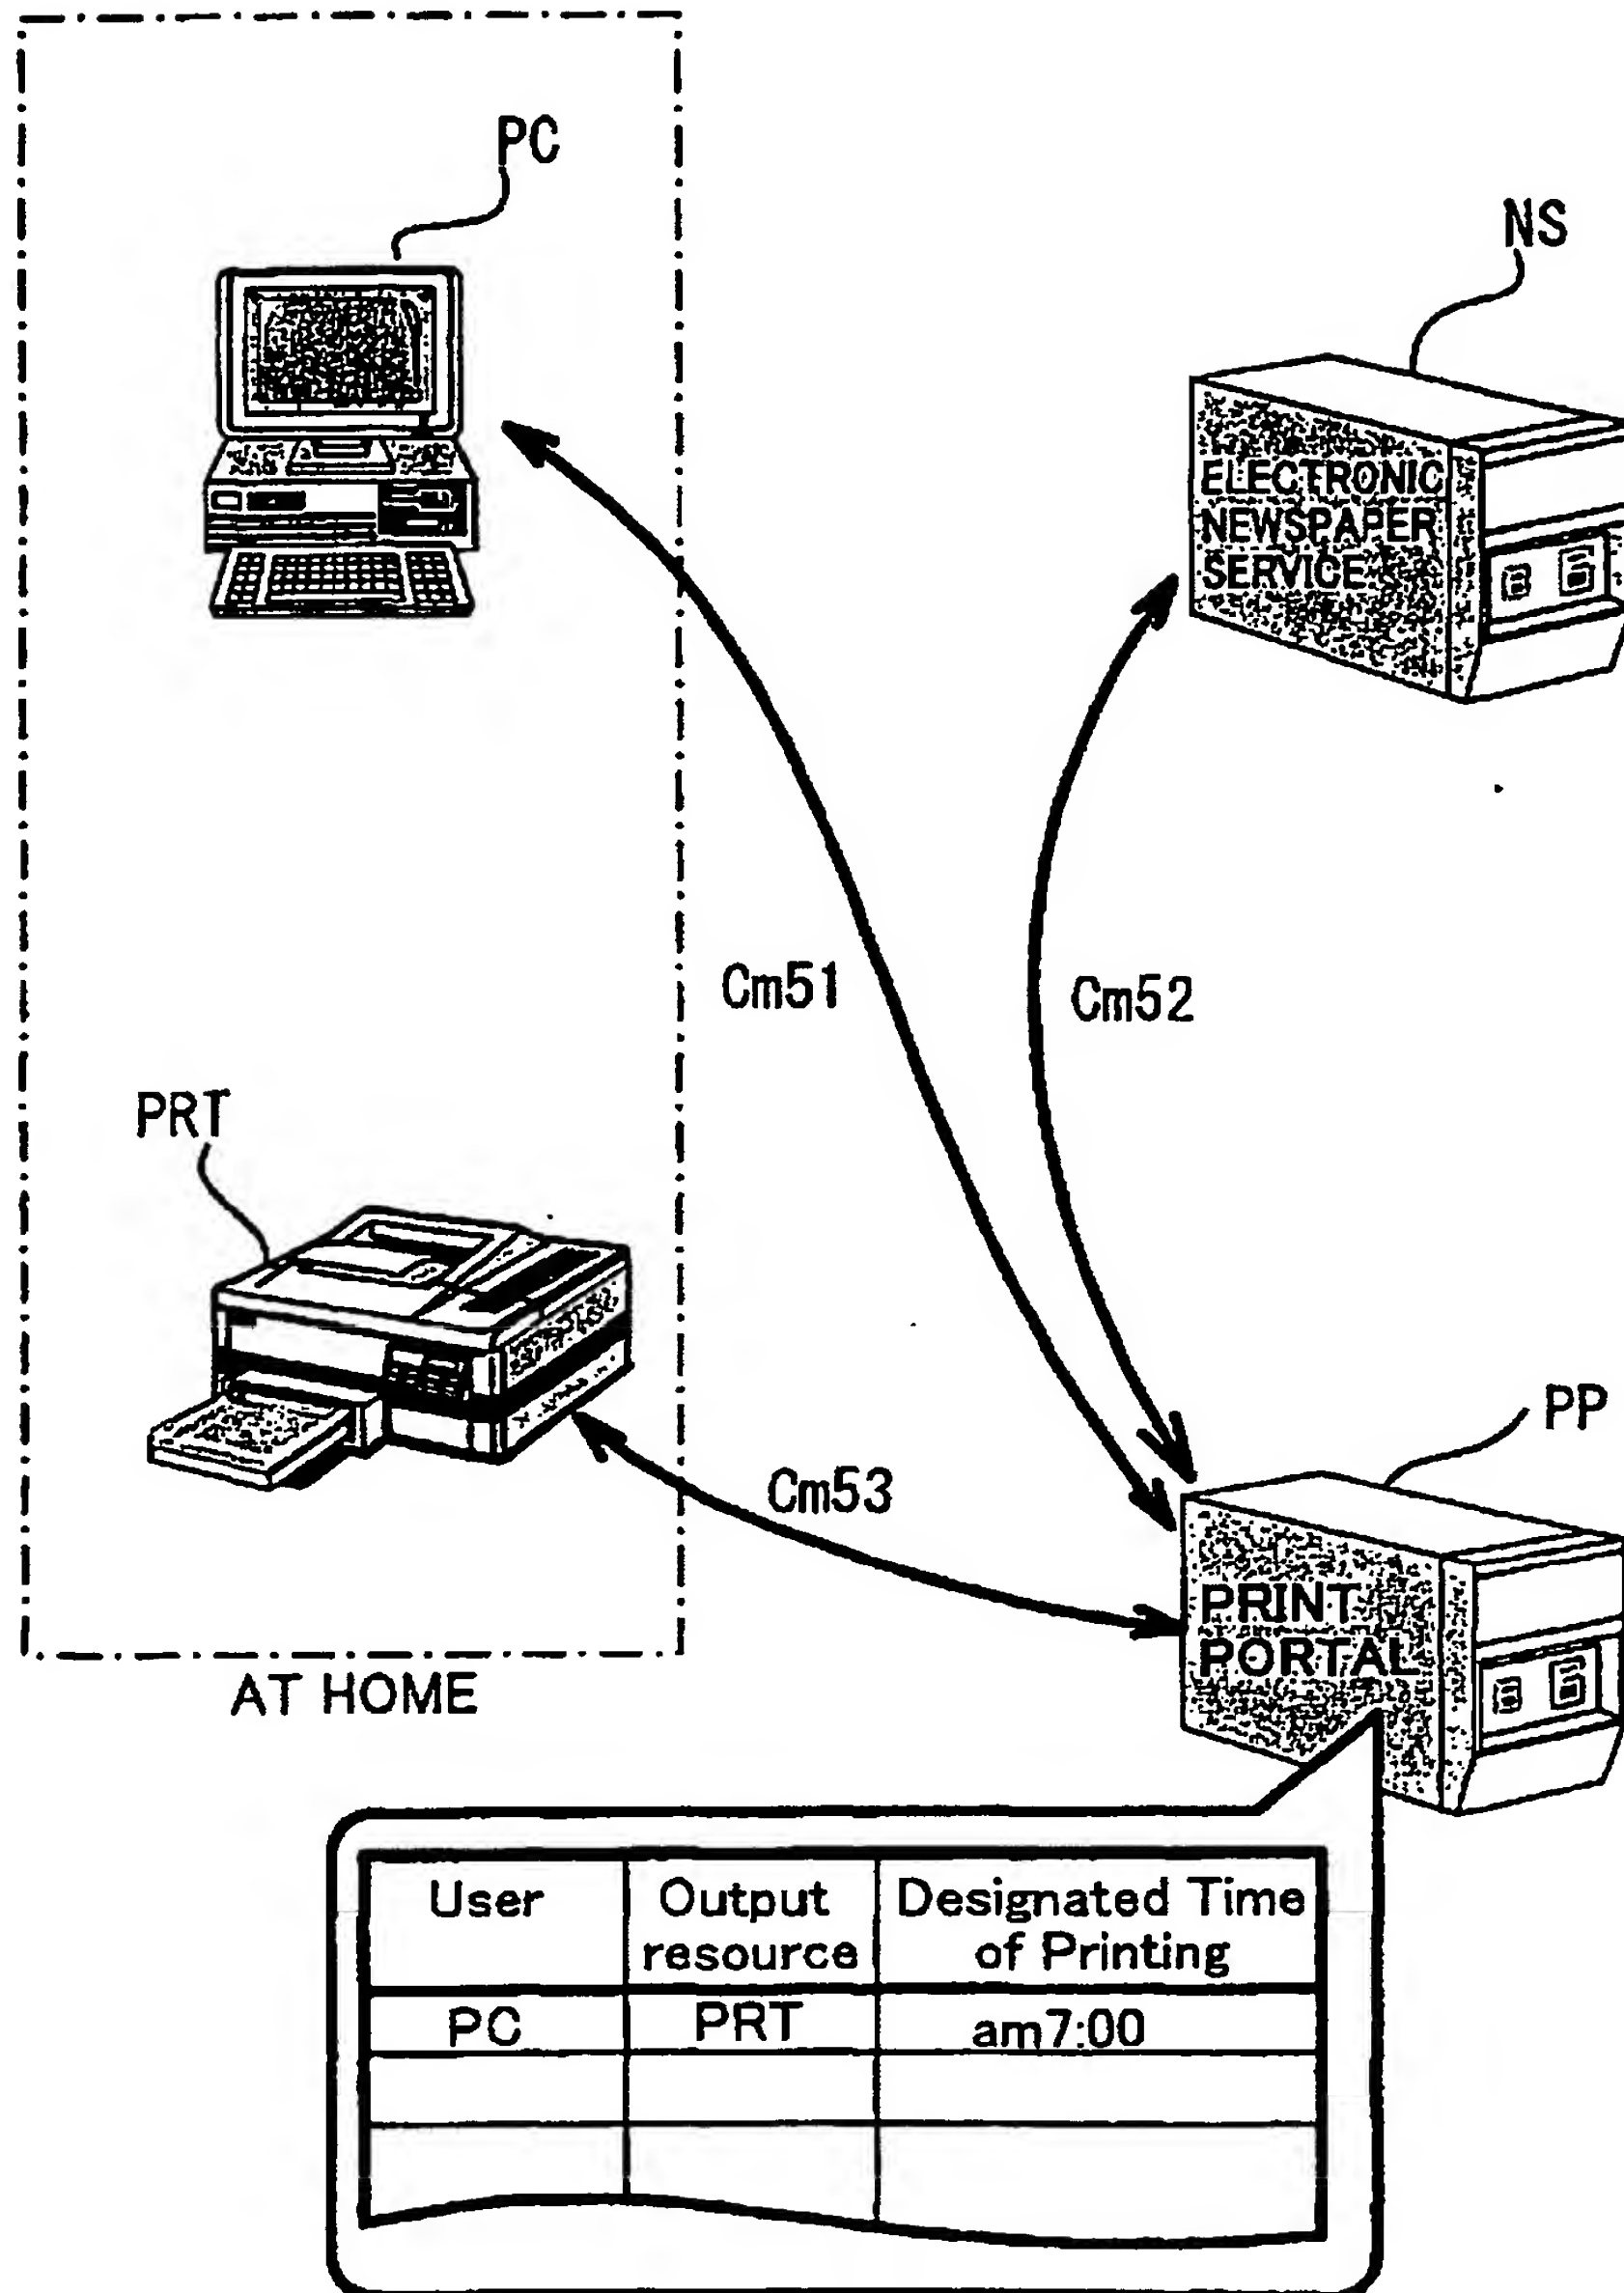 PC
NS
ELECTRONIC
NEWSPAPER
SERVICE
Cm51
Cm52
PRT
Cm53
PP
PRINT
PORTAL
AT HOME
User
Output
resource
Designated Time
of Printing
PC
PRT
am7:00